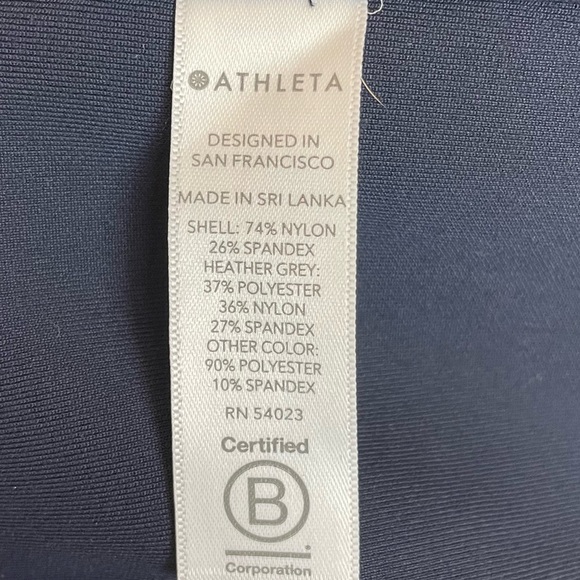 ATHLETA
DESIGNED IN
SAN FRANCISCO
MADE IN SRI LANKA
SHELL: 74% NYLON
26% SPANDEX
HEATHER GREY:
37% POLYESTER
36% NYLON
27% SPANDEX
OTHER COLOR:
90% POLYESTER
10% SPANDEX
RN 54023
Certified
B
Corporation